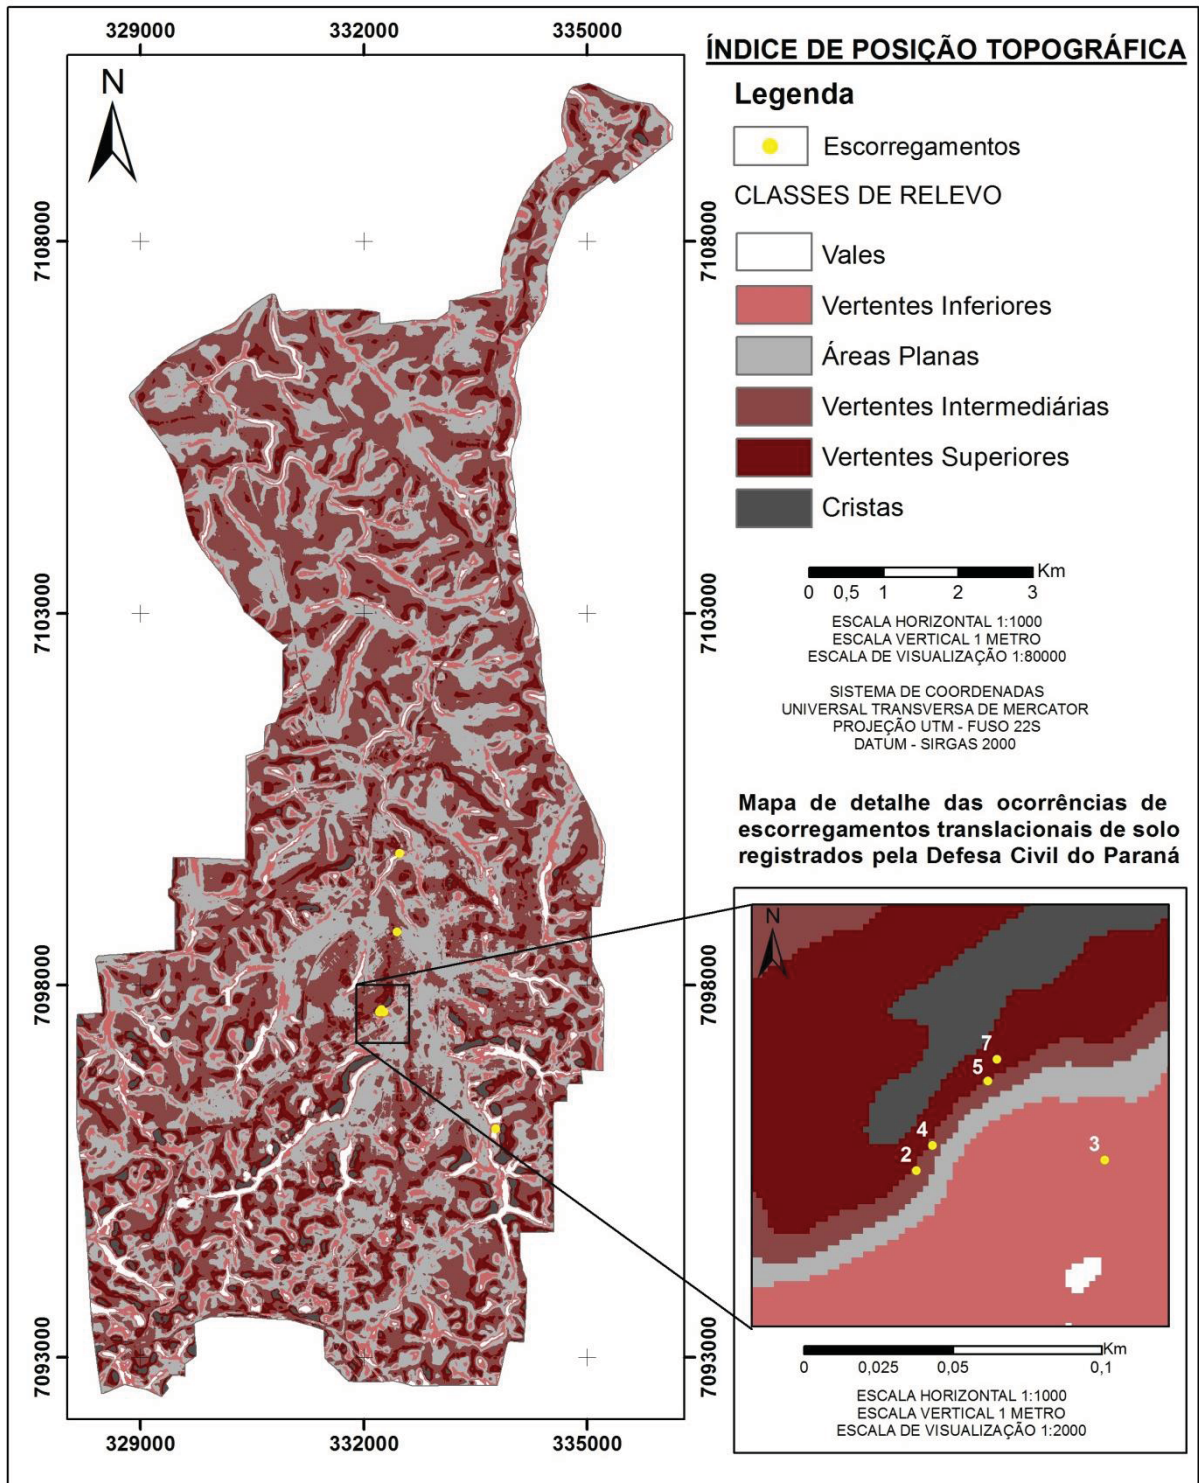 329000 332000 335000
ÍNDICE DE POSIÇÃO TOPOGRÁFICA
N
Legenda
Escorregamentos
CLASSES DE RELEVO
Vales
Vertentes Inferiores
Áreas Planas
Vertentes Intermediárias
Vertentes Superiores
Cristas
7108000 7108000
7103000 7103000
7098000 7098000
7093000 7093000
329000 332000 335000
Km
0 0,5 1 2 3
ESCALA HORIZONTAL 1:1000
ESCALA VERTICAL 1 METRO
ESCALA DE VISUALIZAÇÃO 1:80000
SISTEMA DE COORDENADAS
UNIVERSAL TRANSVERSA DE MERCATOR
PROJEÇÃO UTM - FUSO 22S
DATUM - SIRGAS 2000
Mapa de detalhe das ocorrências de
escorregamentos translacionais de solo
registrados pela Defesa Civil do Paraná
N
7
5
4
2
3
Km
0 0,025 0,05 0,1
ESCALA HORIZONTAL 1:1000
ESCALA VERTICAL 1 METRO
ESCALA DE VISUALIZAÇÃO 1:2000